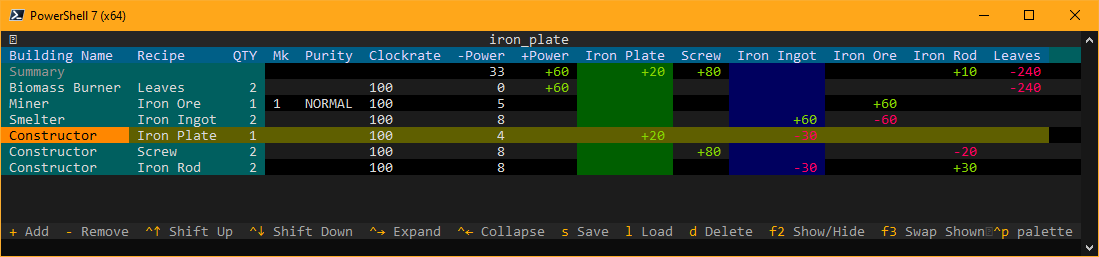 PowerShell 7 (x64)
iron_plate
Building Name Recipe QTY Mk Purity Clockrate -Power +Power Iron Plate Screw Iron Ingot Iron Ore Iron Rod Leaves
Summary 33 +60 +20 +80 +10 -240
Biomass Burner Leaves 2 100 0 +60 -240
Miner Iron Ore 1 1 NORMAL 100 5 +60
Smelter Iron Ingot 2 100 8 +60 -60
Constructor Iron Plate 1 100 4 +20 -30
Constructor Screw 2 100 8 +80 -20
Constructor Iron Rod 2 100 8 -30 +30
+ Add - Remove ^↑ Shift Up ^↓ Shift Down ^→ Expand ^← Collapse s Save l Load d Delete f2 Show/Hide f3 Swap Shown ^p palette